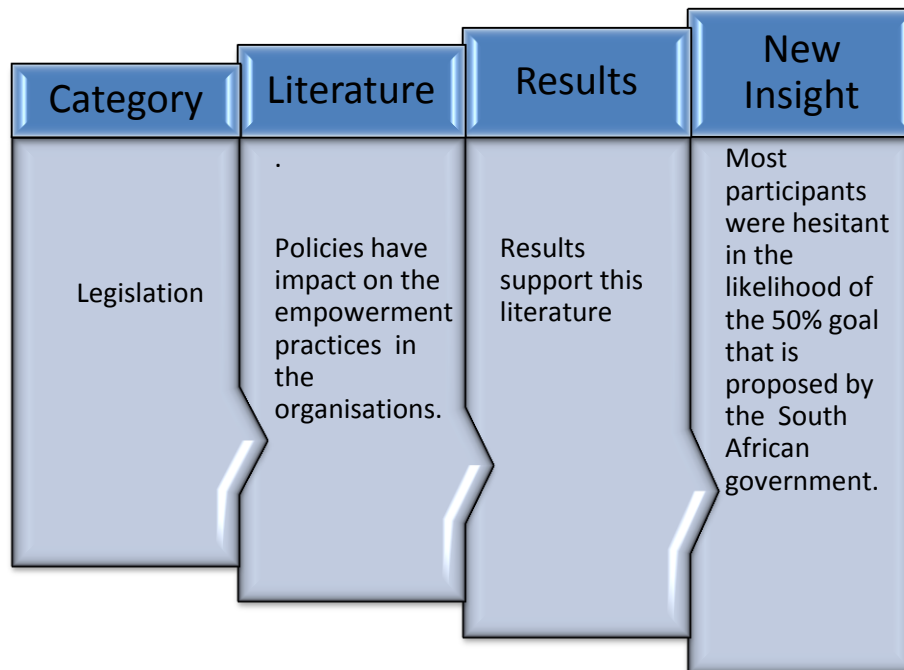 Category
Legislation
Literature
.
Policies have
impact on the
empowerment
practices in
the
organisations.
Results
Results
support this
literature
New
Insight
Most
participants
were hesitant
in the
likelihood of
the 50% goal
that is
proposed by
the South
African
government.